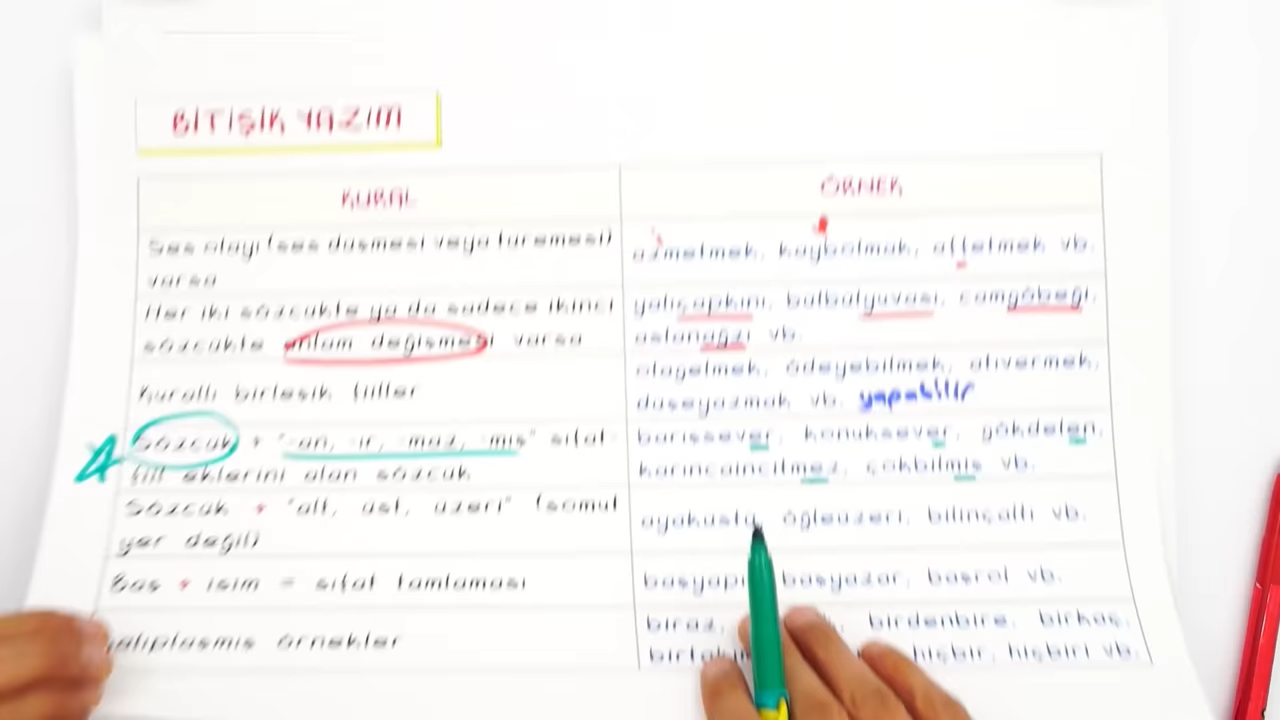 BİTİŞİK YAZIM
KURAL
ÖRNEK
Ses olayı (ses düşmesi veya türemesi)
varsa
azmetmek, kaybolmak, affetmek vb.
Her iki sözcükte ya da sadece ikinci
sözcükte anlam değişmesi varsa
yalıçapkını, bülbülyuvası, camgöbeği,
aslanağzı vb.
Kurallı birleşik fiiller
olagelmek, ödeyebilmek, alıvermek,
düşeyazmak vb. yapabilir
Sözcük + "-an, -ir, -maz, -mış" sıfat-
fiil eklerini alan sözcük
barışsever, konuksever, gökdelen,
karıncaincitmez, çokbilmiş vb.
Sözcük + "alt, üst, üzeri" (somut
yer değil)
ayaküstü, öğleüzeri, bilinçaltı vb.
Baş + isim = sıfat tamlaması
başyapıt, başyazar, başrol vb.
Kalıplaşmış örnekler
biraz, birdenbire, birkaç,
hiçbir, hiçbiri vb.